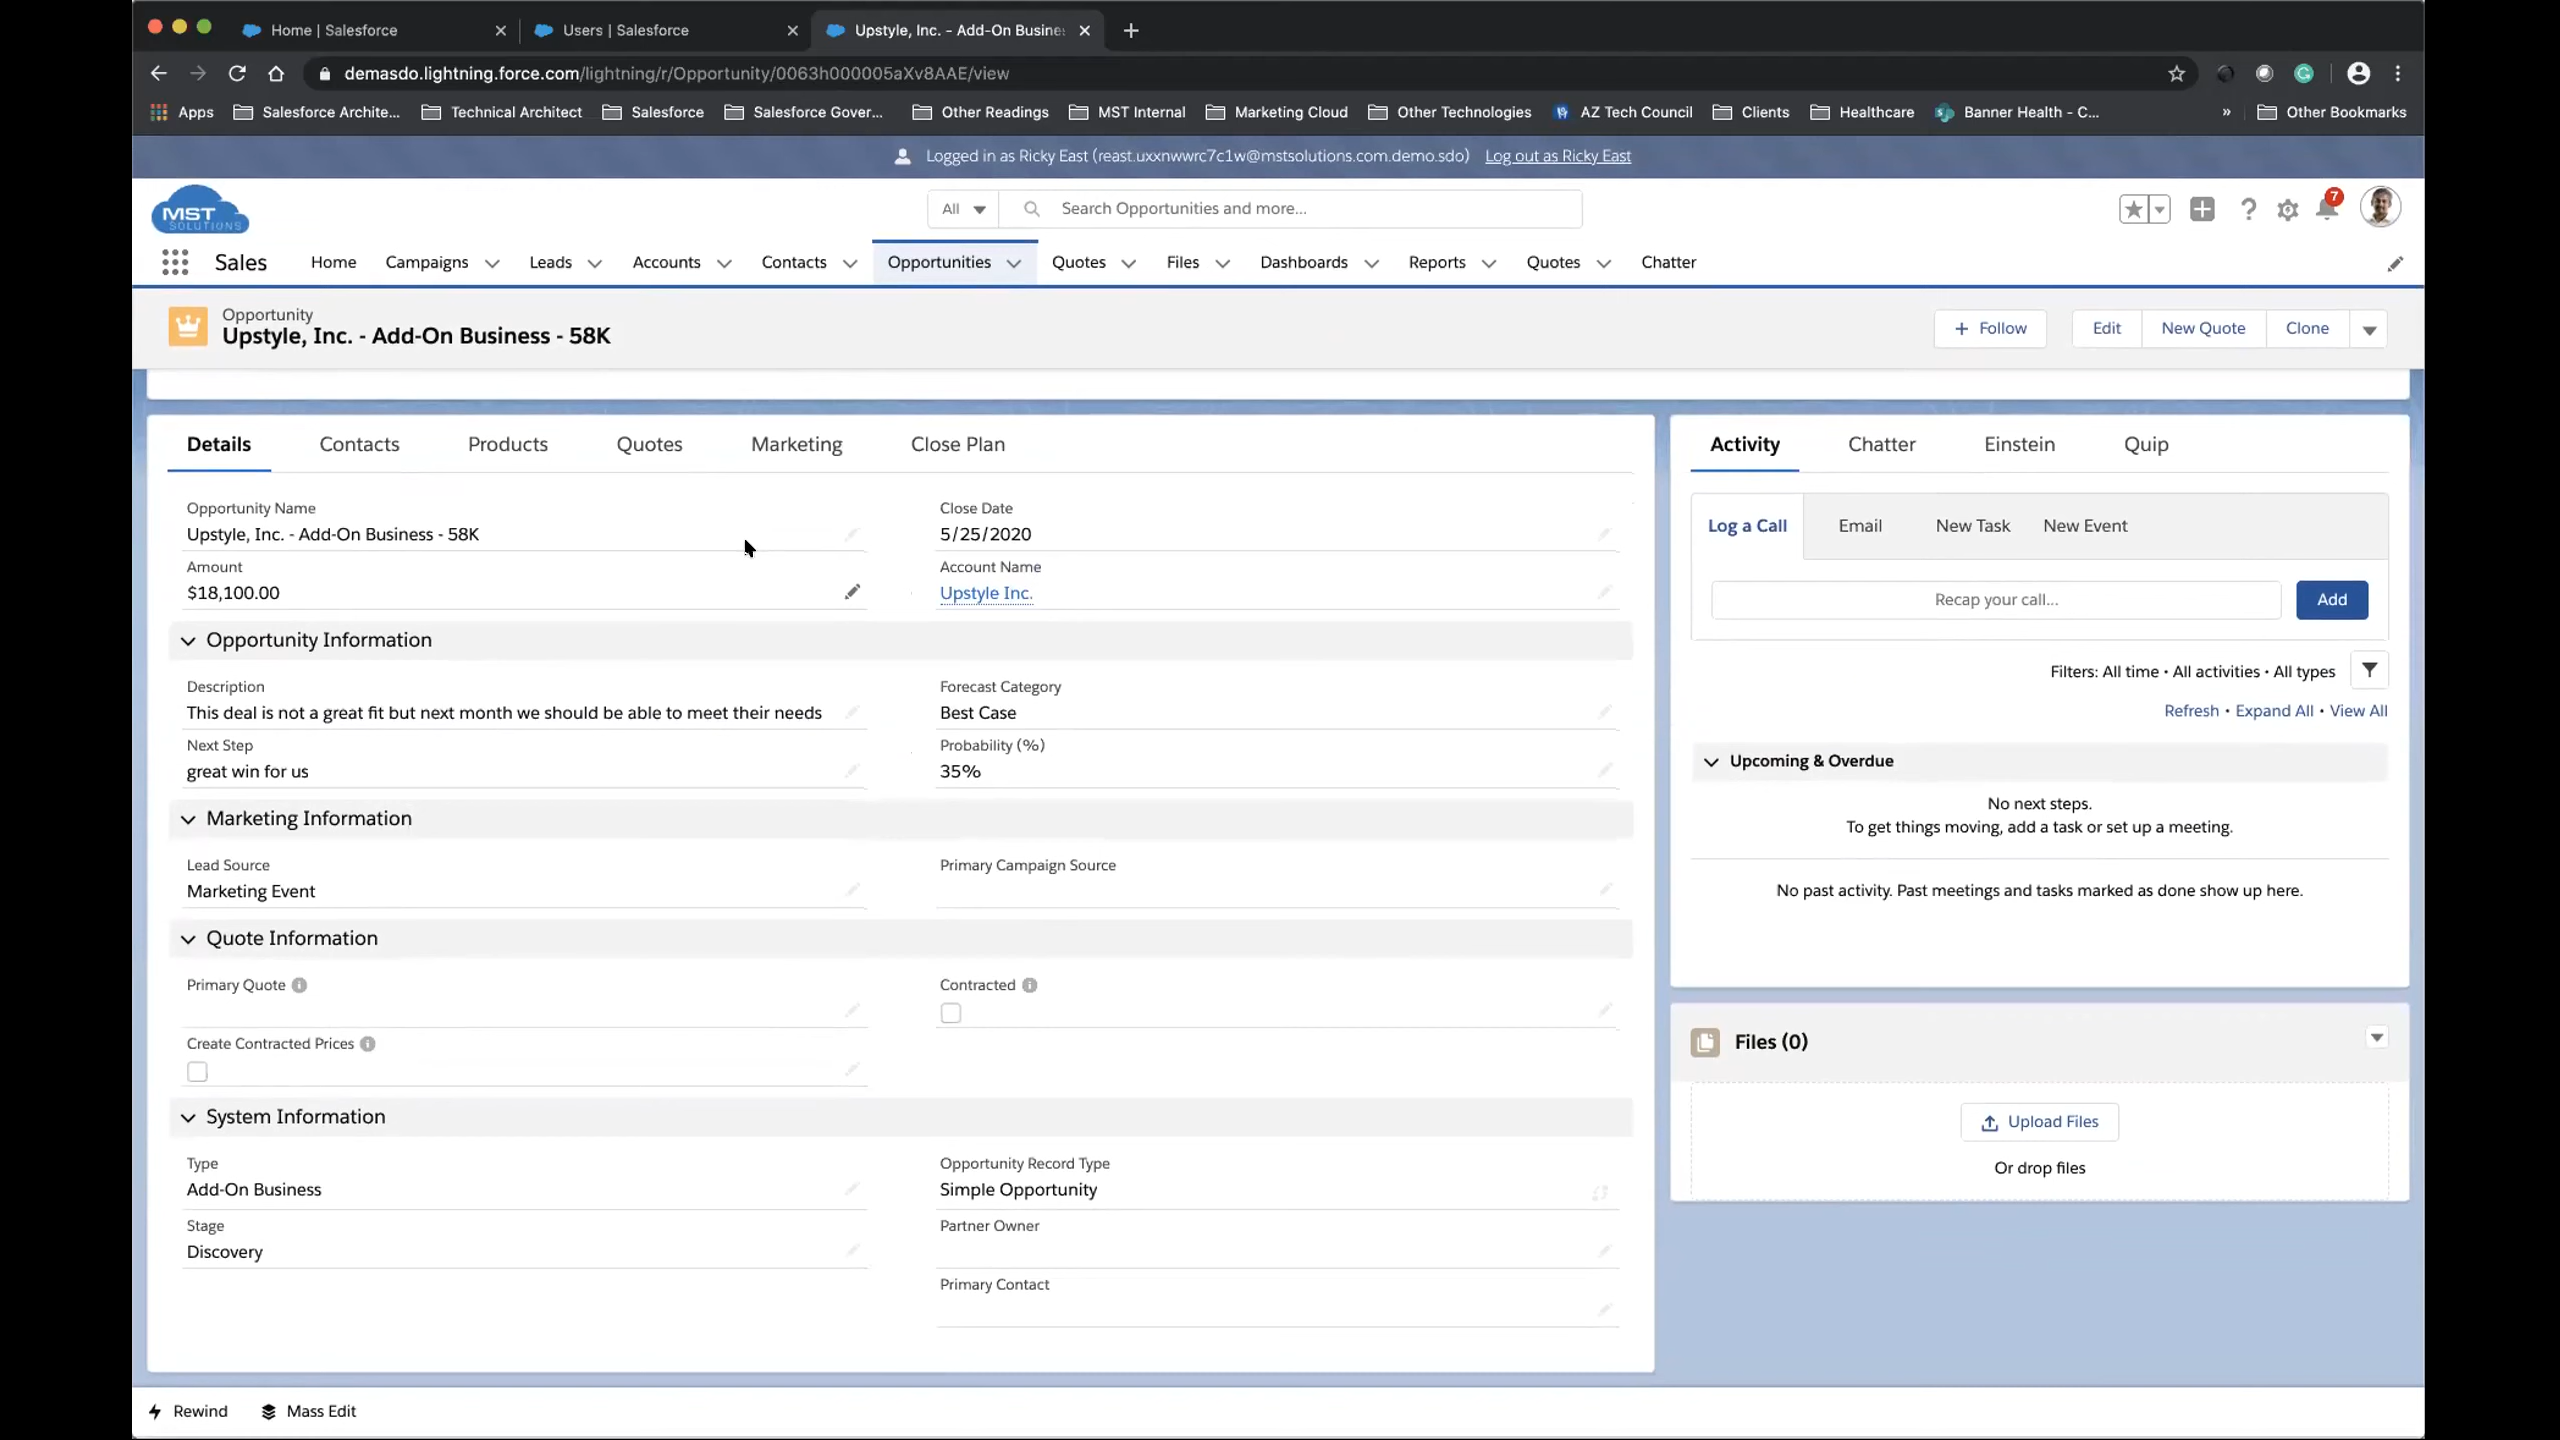 Home | Salesforce
Users | Salesforce
Upstyle, Inc. - Add-On Busine
demasdo.lightning.force.com/lightning/r/Opportunity/0063h000005aXv8AAE/view
Apps
Salesforce Archite...
Technical Architect
Salesforce
Salesforce Gover...
Other Readings
MST Internal
Marketing Cloud
Other Technologies
AZ Tech Council
Clients
Healthcare
Banner Health - C...
»
Other Bookmarks
Logged in as Ricky East (reast.uxxnwwrc7c1w@mstsolutions.com.demo.sdo) Log out as Ricky East
MST
SOLUTIONS
All
Search Opportunities and more...
7
Sales
Home
Campaigns
Leads
Accounts
Contacts
Opportunities
Quotes
Files
Dashboards
Reports
Quotes
Chatter
Opportunity
Upstyle, Inc. - Add-On Business - 58K
+ Follow
Edit
New Quote
Clone
Details
Contacts
Products
Quotes
Marketing
Close Plan
Opportunity Name
Upstyle, Inc. - Add-On Business - 58K
Close Date
5/25/2020
Amount
$18,100.00
Account Name
Upstyle Inc.
Opportunity Information
Description
This deal is not a great fit but next month we should be able to meet their needs
Forecast Category
Best Case
Next Step
great win for us
Probability (%)
35%
Marketing Information
Lead Source
Marketing Event
Primary Campaign Source
Quote Information
Primary Quote
Contracted
Create Contracted Prices
System Information
Type
Add-On Business
Opportunity Record Type
Simple Opportunity
Stage
Discovery
Partner Owner
Primary Contact
Activity
Chatter
Einstein
Quip
Log a Call
Email
New Task
New Event
Recap your call...
Add
Filters: All time • All activities • All types
Refresh • Expand All • View All
Upcoming & Overdue
No next steps.
To get things moving, add a task or set up a meeting.
No past activity. Past meetings and tasks marked as done show up here.
Files (0)
Upload Files
Or drop files
Rewind
Mass Edit